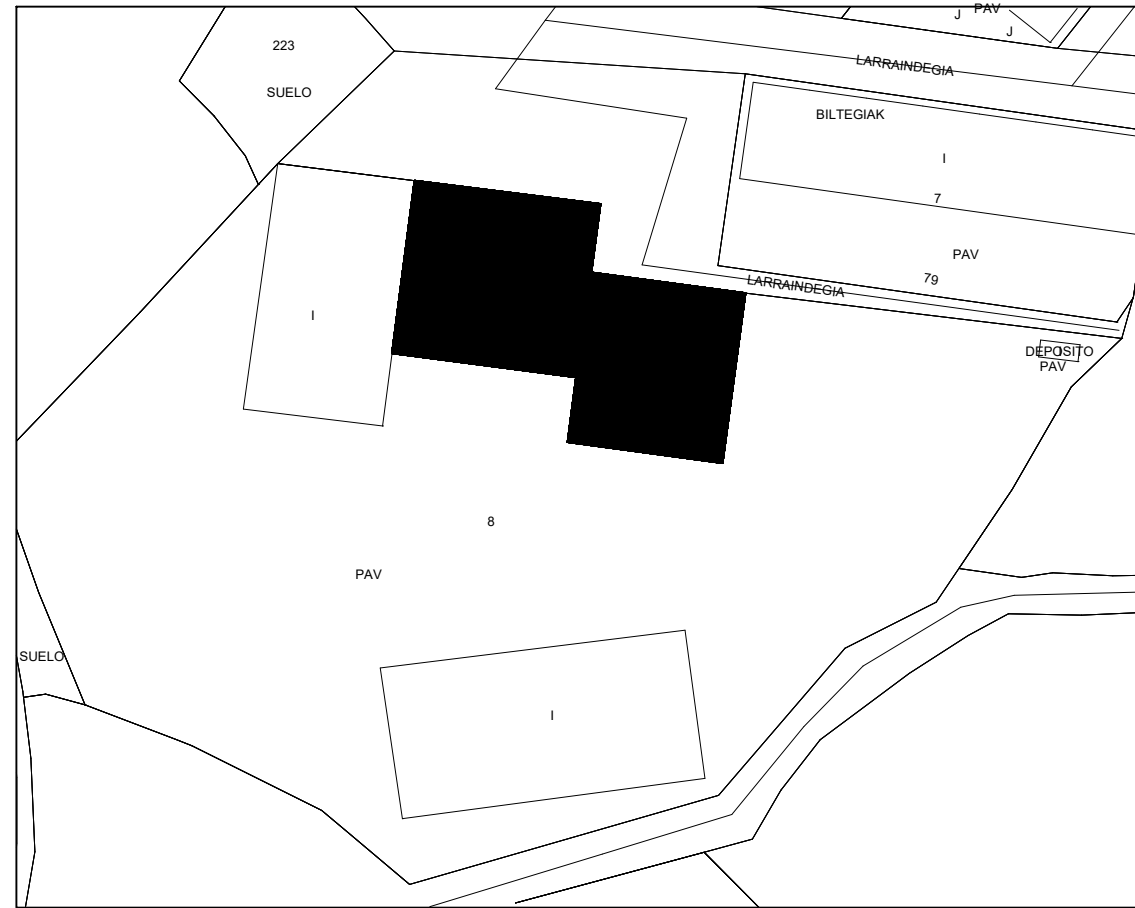 J
PAV
J
223
LARRAINDEGIA
SUELO
BILTEGIAK
I
7
PAV
79
LARRAINDEGIA
I
DEPOSITO
I
PAV
8
PAV
SUELO
I